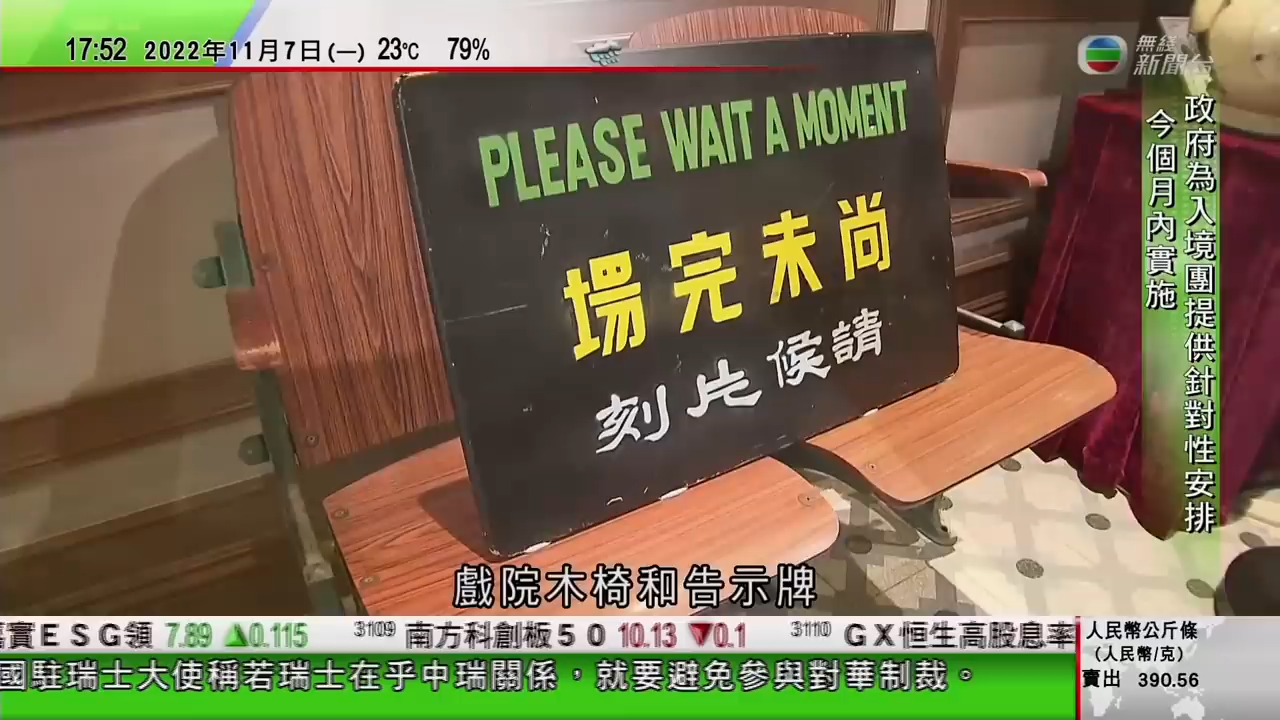 17:52 2022年11月7日(一) 23℃ 79%
無綫
新聞台
政府為入境團提供針對性安排
今個月內實施
PLEASE WAIT A MOMENT
場完未尚
刻片候請
戲院木椅和告示牌
實ESG領 7.89 ▲0.115 3109 南方科創板50 10.13 ▼0.1 3110 GX恒生高股息率
國駐瑞士大使稱若瑞士在乎中瑞關係，就要避免參與對華制裁。
人民幣公斤條
(人民幣/克)
賣出 390.56